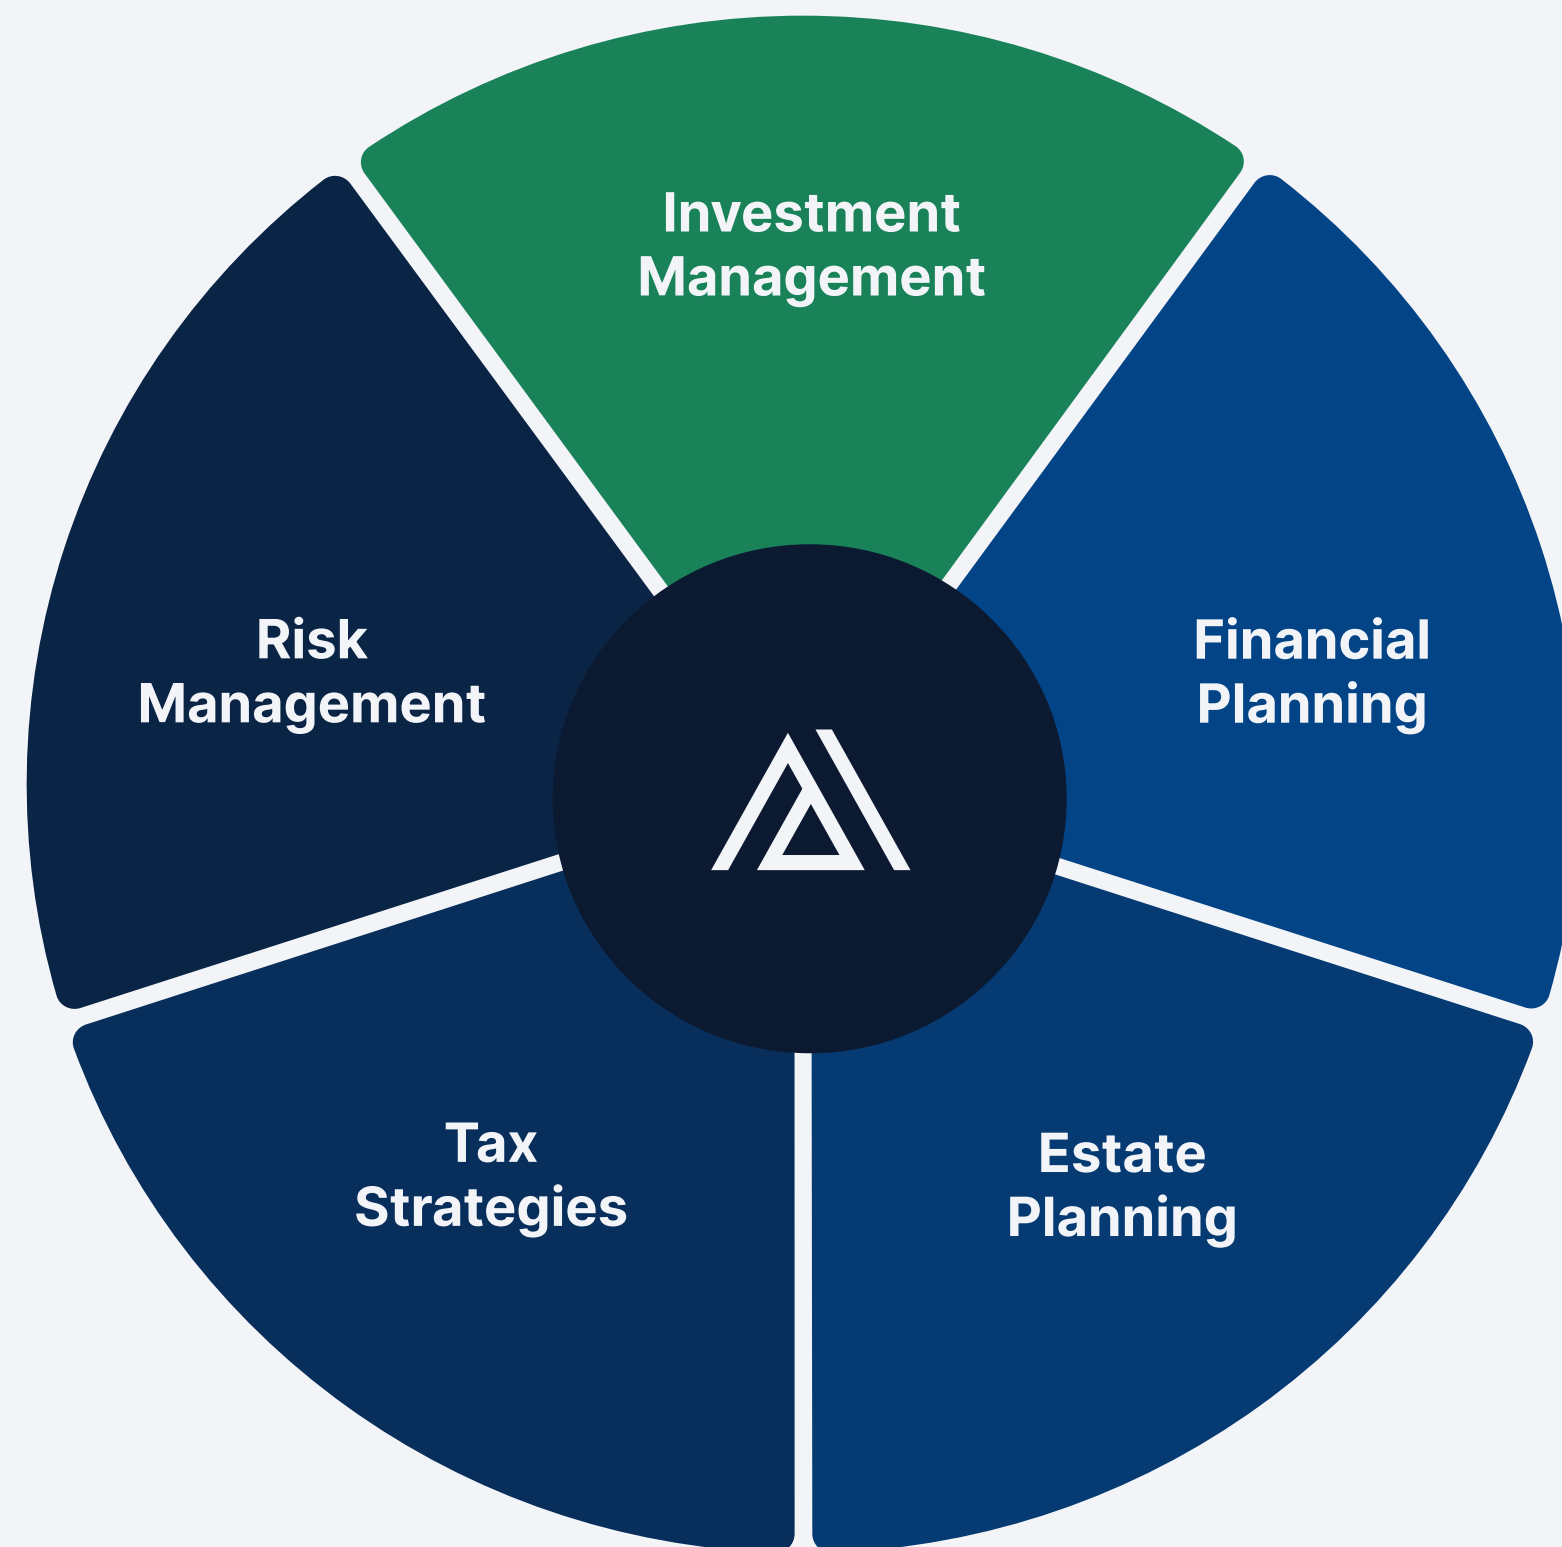 Investment
Management
Risk
Management
Financial
Planning
Tax
Strategies
Estate
Planning